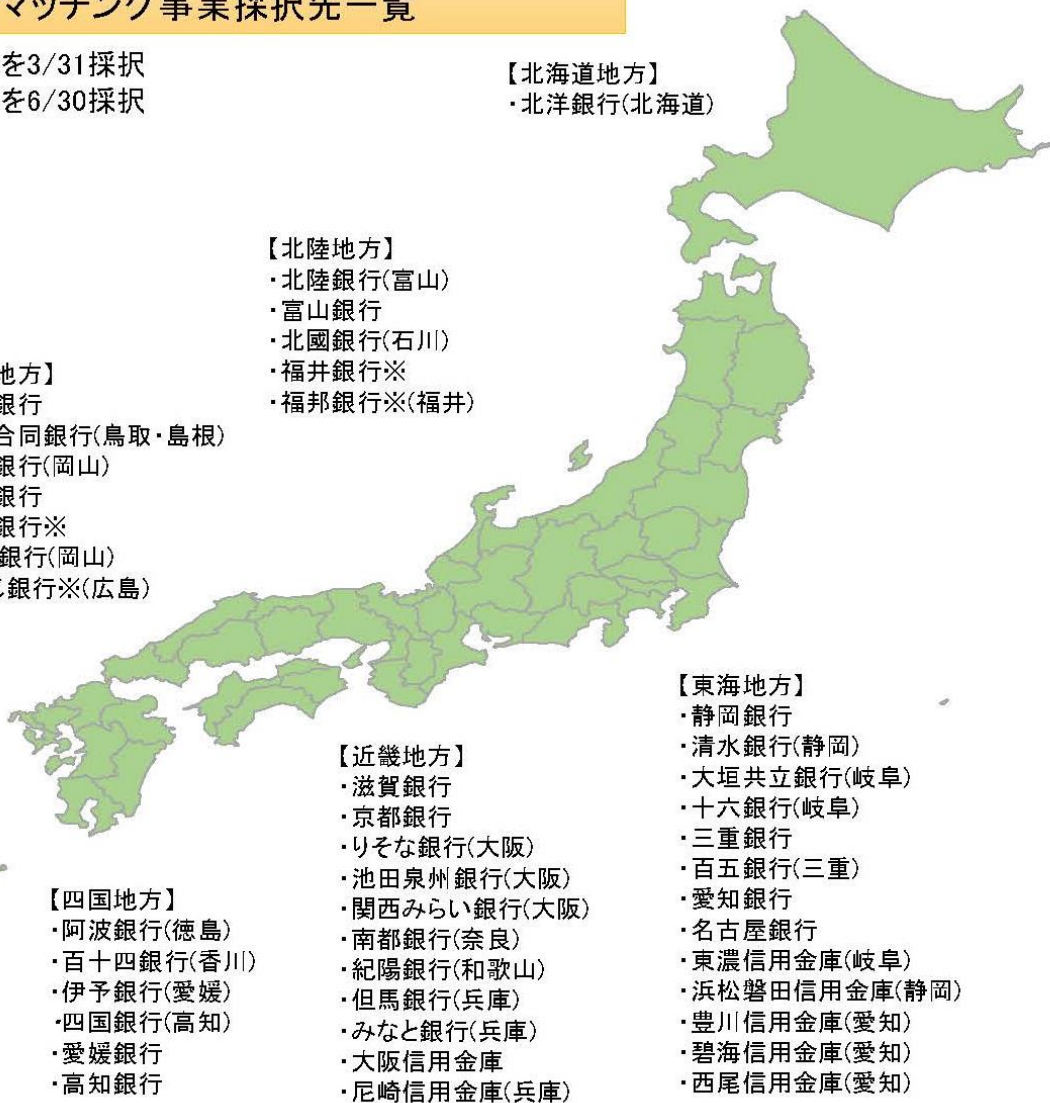 マッチング事業採択先一覧
を3/31採択
を6/30採択
【北海道地方】
・北洋銀行(北海道)
【北陸地方】
・北陸銀行(富山)
・富山銀行
・北國銀行(石川)
・福井銀行※
・福邦銀行※(福井)
地方】
銀行
合同銀行(鳥取・島根)
銀行(岡山)
銀行
銀行※
銀行(岡山)
銀行※(広島)
【東海地方】
・静岡銀行
・清水銀行(静岡)
・大垣共立銀行(岐阜)
・十六銀行(岐阜)
・三重銀行
・百五銀行(三重)
・愛知銀行
・名古屋銀行
・東濃信用金庫(岐阜)
・浜松磐田信用金庫(静岡)
・豊川信用金庫(愛知)
・碧海信用金庫(愛知)
・西尾信用金庫(愛知)
【近畿地方】
・滋賀銀行
・京都銀行
・りそな銀行(大阪)
・池田泉州銀行(大阪)
・関西みらい銀行(大阪)
・南都銀行(奈良)
・紀陽銀行(和歌山)
・但馬銀行(兵庫)
・みなと銀行(兵庫)
・大阪信用金庫
・尼崎信用金庫(兵庫)
【四国地方】
・阿波銀行(徳島)
・百十四銀行(香川)
・伊予銀行(愛媛)
・四国銀行(高知)
・愛媛銀行
・高知銀行